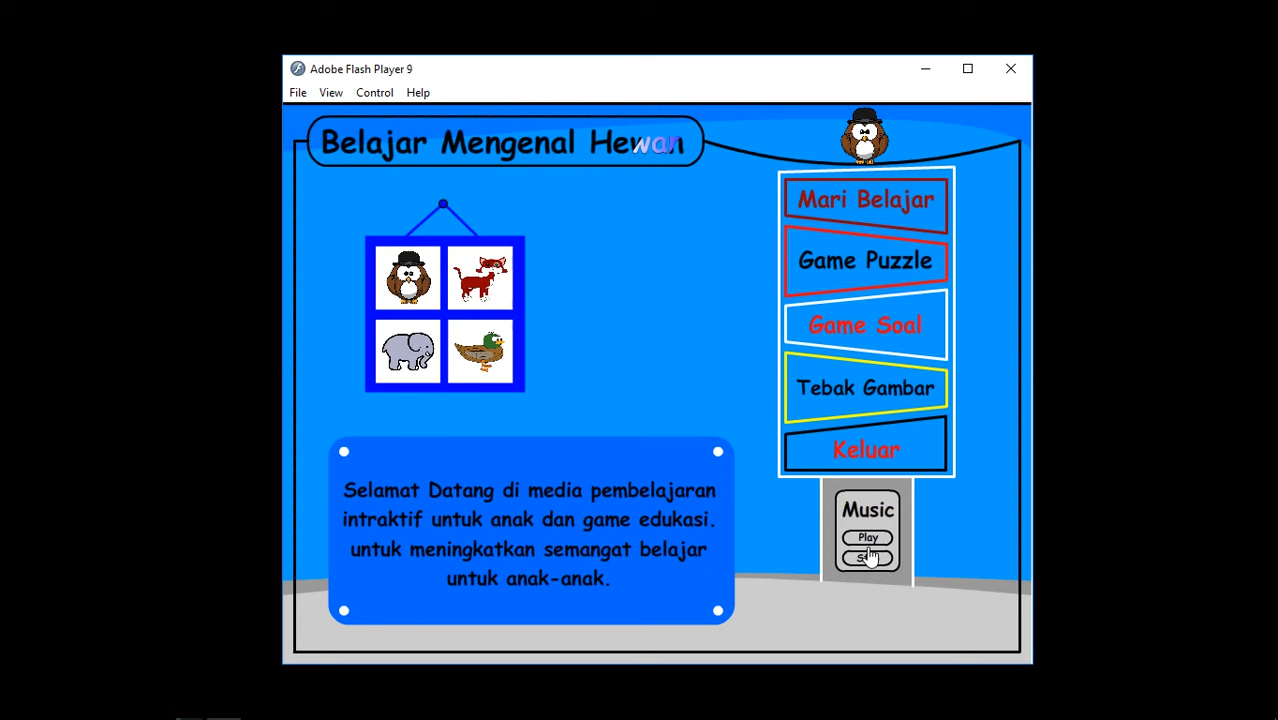 Adobe Flash Player 9
File View Control Help
Belajar Mengenal Hewan
Mari Belajar
Game Puzzle
Game Soal
Tebak Gambar
Keluar
Selamat Datang di media pembelajaran
intraktif untuk anak dan game edukasi.
untuk meningkatkan semangat belajar
untuk anak-anak.
Music
Play